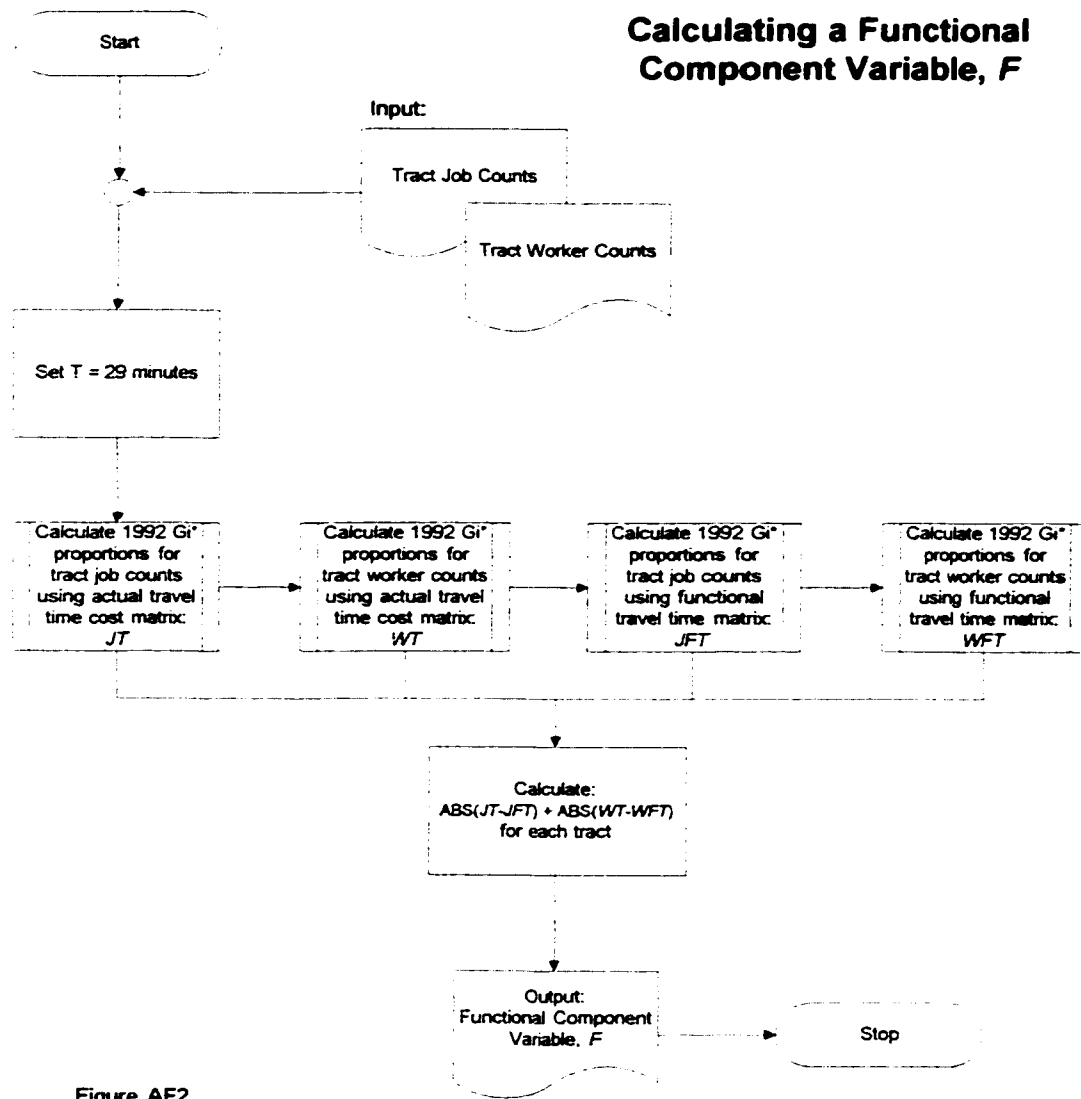 Calculating a Functional
Component Variable, F
Start
Input:
Tract Job Counts
Tract Worker Counts
Set T = 29 minutes
Calculate 1992 Gi*
proportions for
tract job counts
using actual travel
time cost matrix:
JT
Calculate 1992 Gi*
proportions for
tract worker counts
using actual travel
time cost matrix:
WT
Calculate 1992 Gi*
proportions for
tract job counts
using functional
travel time matrix:
JFT
Calculate 1992 Gi*
proportions for
tract worker counts
using functional
travel time matrix:
WFT
Calculate:
ABS(JT-JFT) + ABS(WT-WFT)
for each tract
Output:
Functional Component
Variable, F
Stop
Figure AF2